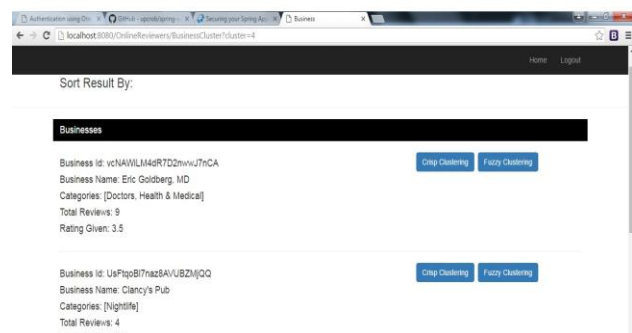 Authentication using Ori
GitHub - upcrob/spring-
Securing your Spring App
Business
localhost:8080/OnlineReviewers/BusinessCluster?cluster=4
Home Logout
Sort Result By:
Businesses
Business Id: Crisp Clustering Fuzzy Clustering
Business Name: Eric Goldberg, MD
Categories: [Doctors, Health & Medical]
Total Reviews: 9
Rating Given: 3.5
Business Id: Crisp Clustering Fuzzy Clustering
Business Name: Clancy's Pub
Categories: [Nightlife]
Total Reviews: 4